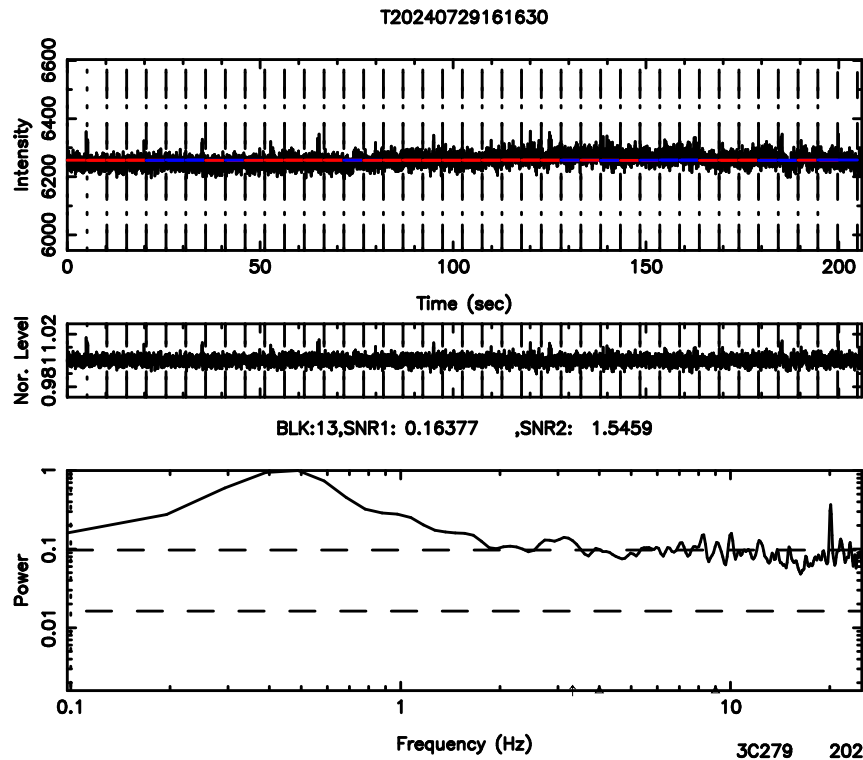 T20240729161630
6600
6400
6200
6000
Intensity
0 50 100 150 200
Time (sec)
Nor. Level
0.98 1 1.02
BLK:13,SNR1: 0.16377 ,SNR2: 1.5459
1
0.1
0.01
Power
0.1 1 10
Frequency (Hz)
3C279 202